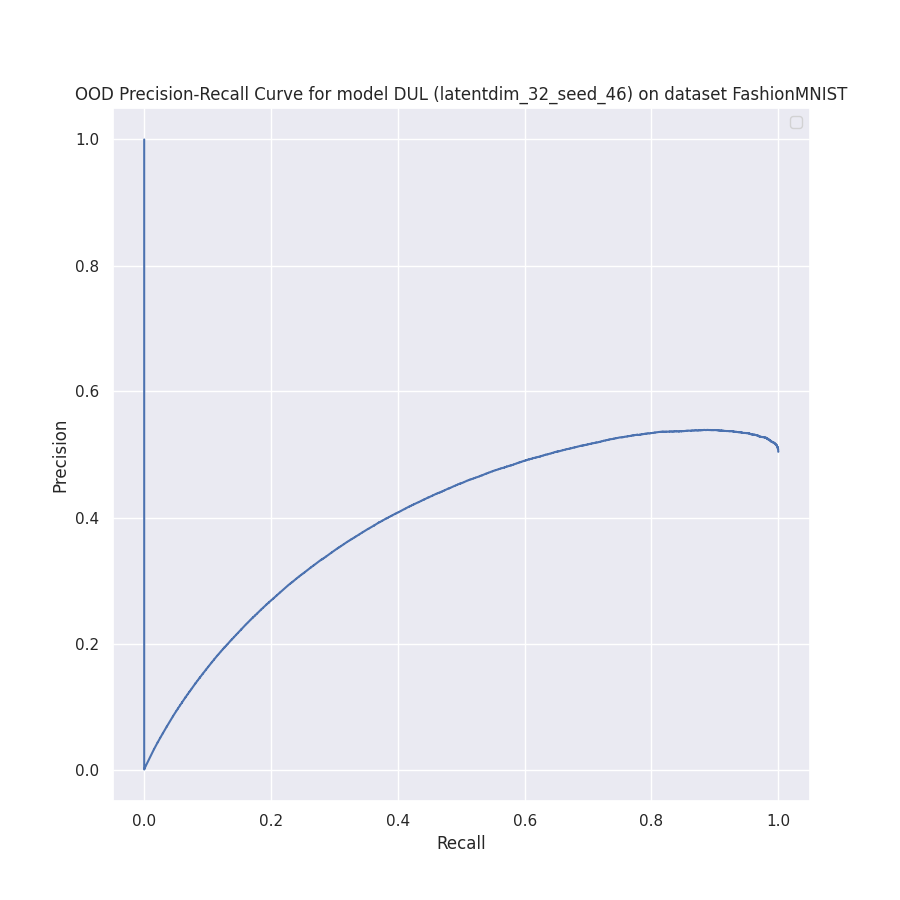 OOD Precision-Recall Curve for model DUL (latentdim_32_seed_46) on dataset FashionMNIST
1.0
0.8
0.6
0.4
0.2
0.0
Precision
0.0 0.2 0.4 0.6 0.8 1.0
Recall